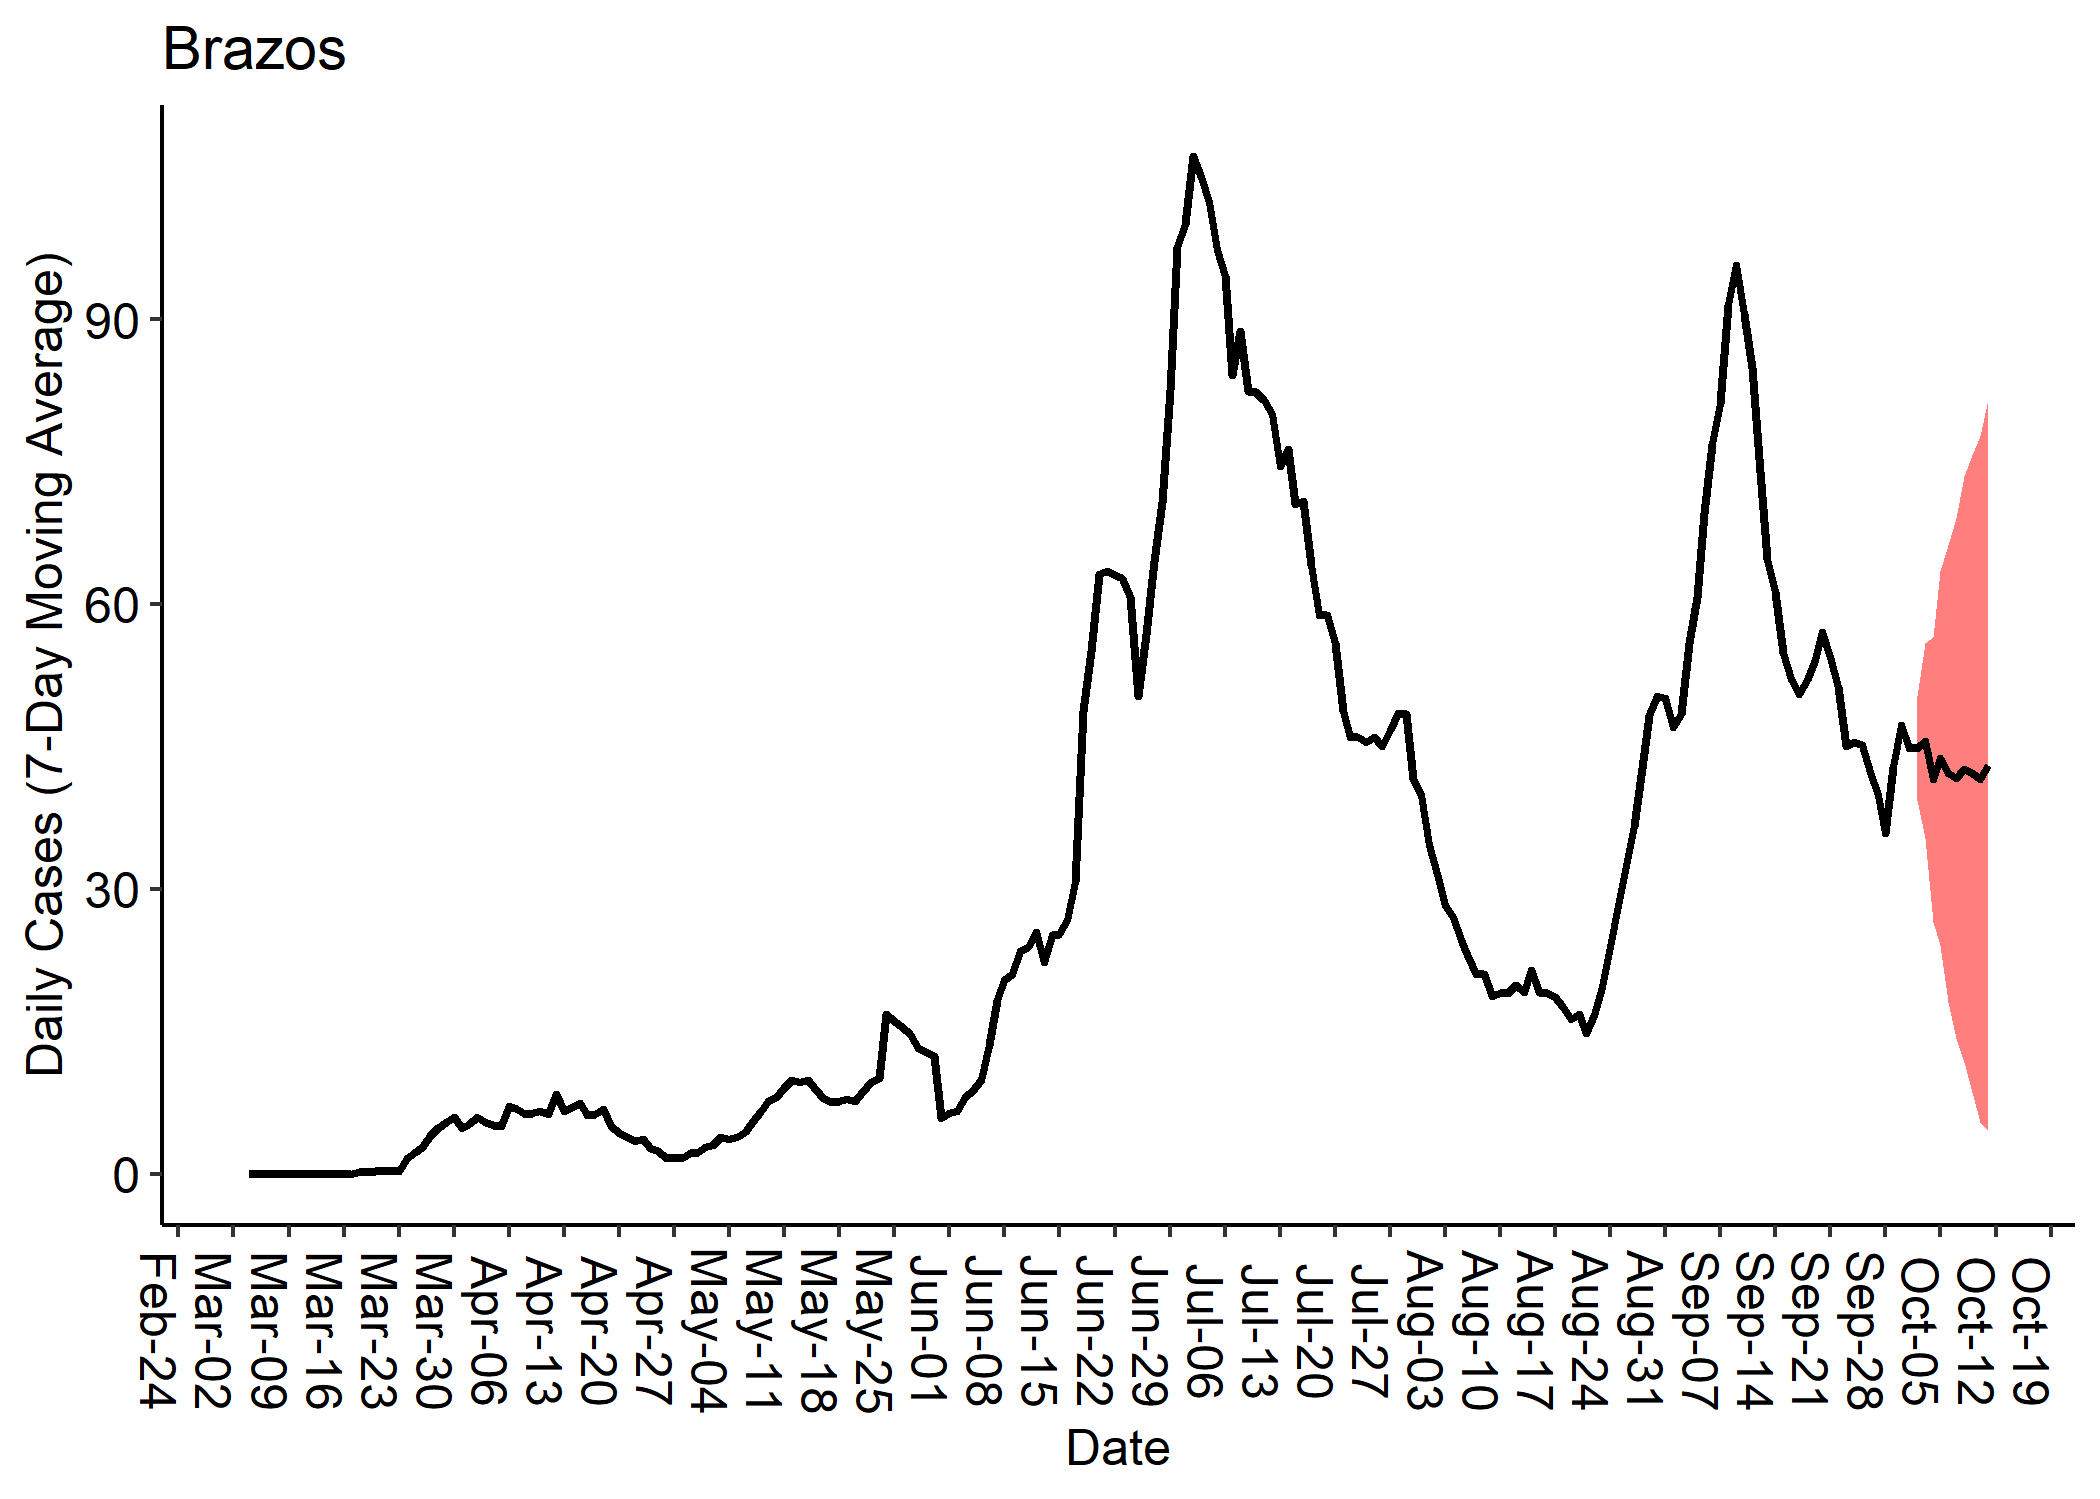 Brazos
Daily Cases (7-Day Moving Average)
90
60
30
0
Feb-24
Mar-02
Mar-09
Mar-16
Mar-23
Mar-30
Apr-06
Apr-13
Apr-20
Apr-27
May-04
May-11
May-18
May-25
Jun-01
Jun-08
Jun-15
Jun-22
Jun-29
Jul-06
Jul-13
Jul-20
Jul-27
Aug-03
Aug-10
Aug-17
Aug-24
Aug-31
Sep-07
Sep-14
Sep-21
Sep-28
Oct-05
Oct-12
Oct-19
Date